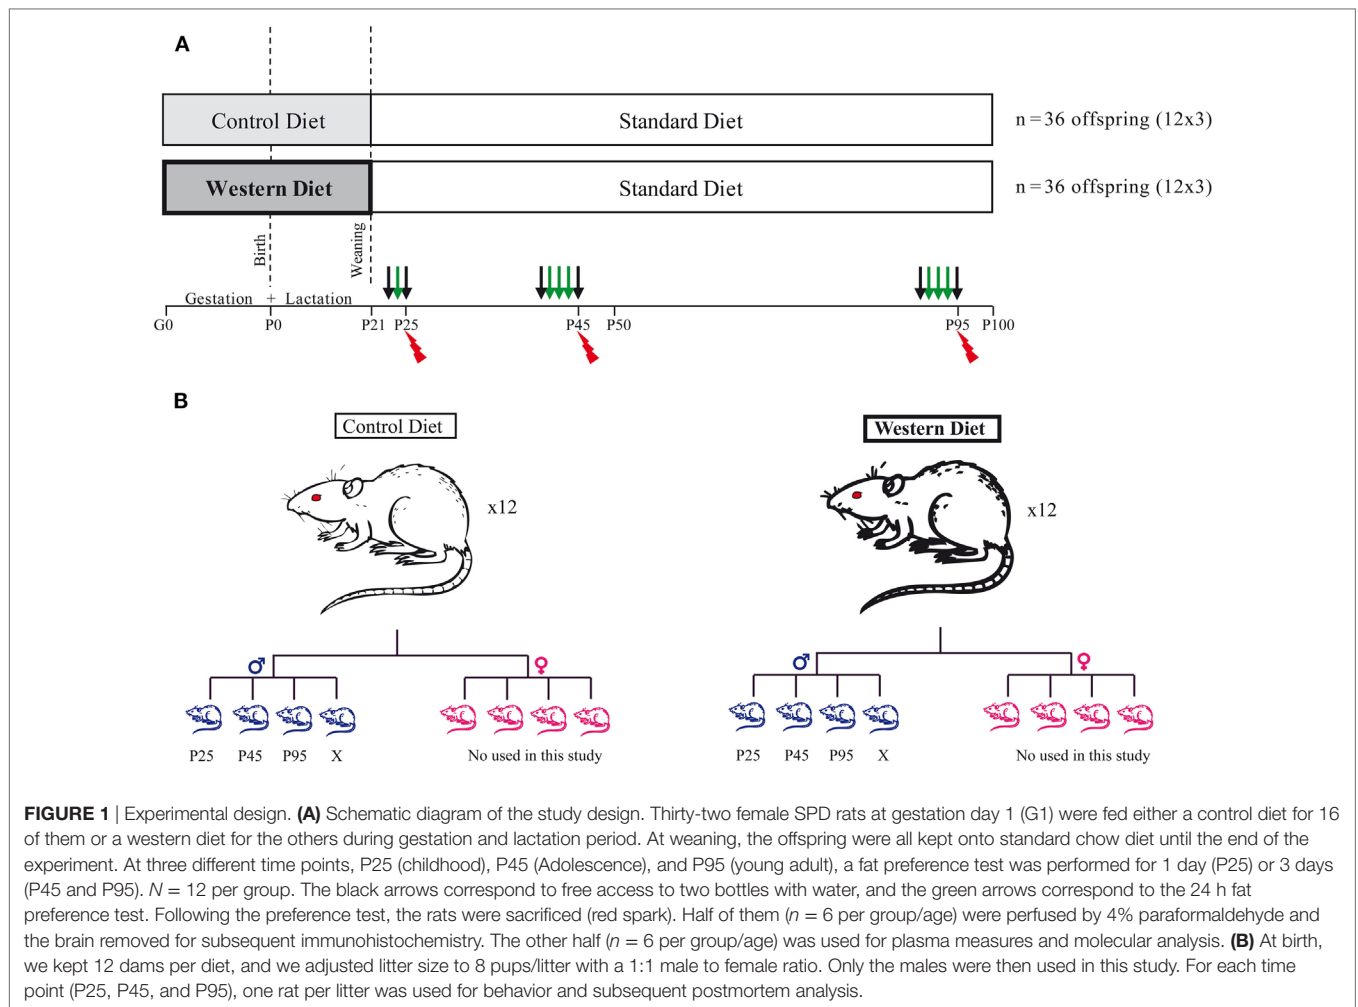 A
Control Diet
Standard Diet
n = 36 offspring (12x3)
Western Diet
Standard Diet
n = 36 offspring (12x3)
Birth
Weaning
Gestation + Lactation
G0
P0
P21
P25
P45
P50
P95
P100
B
Control Diet
Western Diet
x12
x12
♂
♀
♂
♀
P25
P45
P95
X
No used in this study
P25
P45
P95
X
No used in this study
FIGURE 1 | Experimental design. (A) Schematic diagram of the study design. Thirty-two female SPD rats at gestation day 1 (G1) were fed either a control diet for 16
of them or a western diet for the others during gestation and lactation period. At weaning, the offspring were all kept onto standard chow diet until the end of the
experiment. At three different time points, P25 (childhood), P45 (Adolescence), and P95 (young adult), a fat preference test was performed for 1 day (P25) or 3 days
(P45 and P95). N = 12 per group. The black arrows correspond to free access to two bottles with water, and the green arrows correspond to the 24 h fat
preference test. Following the preference test, the rats were sacrificed (red spark). Half of them (n = 6 per group/age) were perfused by 4% paraformaldehyde and
the brain removed for subsequent immunohistochemistry. The other half (n = 6 per group/age) was used for plasma measures and molecular analysis. (B) At birth,
we kept 12 dams per diet, and we adjusted litter size to 8 pups/litter with a 1:1 male to female ratio. Only the males were then used in this study. For each time
point (P25, P45, and P95), one rat per litter was used for behavior and subsequent postmortem analysis.